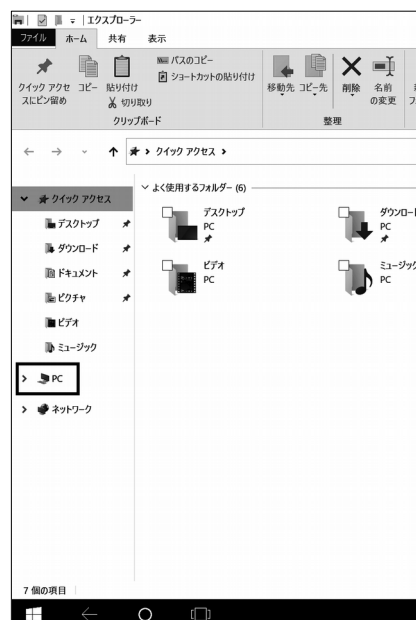 エクスプローラー
ファイル ホーム 共有 表示
クイック アクセスにピン留め
コピー
貼り付け
パスのコピー
ショートカットの貼り付け
切り取り
移動先 コピー先 削除 名前の変更
クリップボード 整理
クイック アクセス
クイック アクセス
デスクトップ
ダウンロード
ドキュメント
ピクチャ
ビデオ
ミュージック
PC
ネットワーク
よく使用するフォルダー (6)
デスクトップ
PC
ダウンロード
PC
ビデオ
PC
ミュージック
PC
7 個の項目